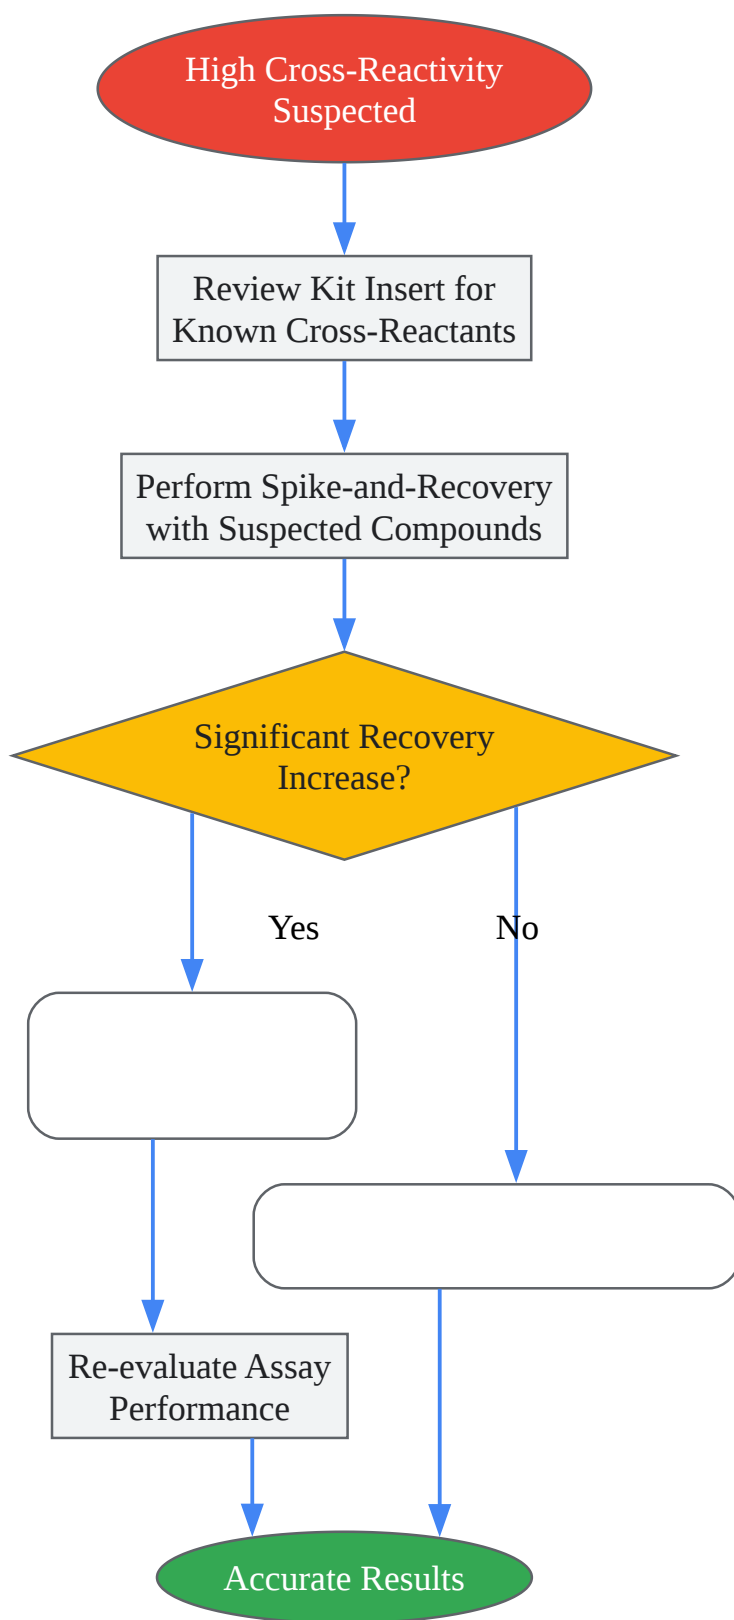 High Cross-Reactivity
Suspected
Review Kit Insert for
Known Cross-Reactants
Perform Spike-and-Recovery
with Suspected Compounds
Significant Recovery
Increase?
Yes
No
Re-evaluate Assay
Performance
Accurate Results